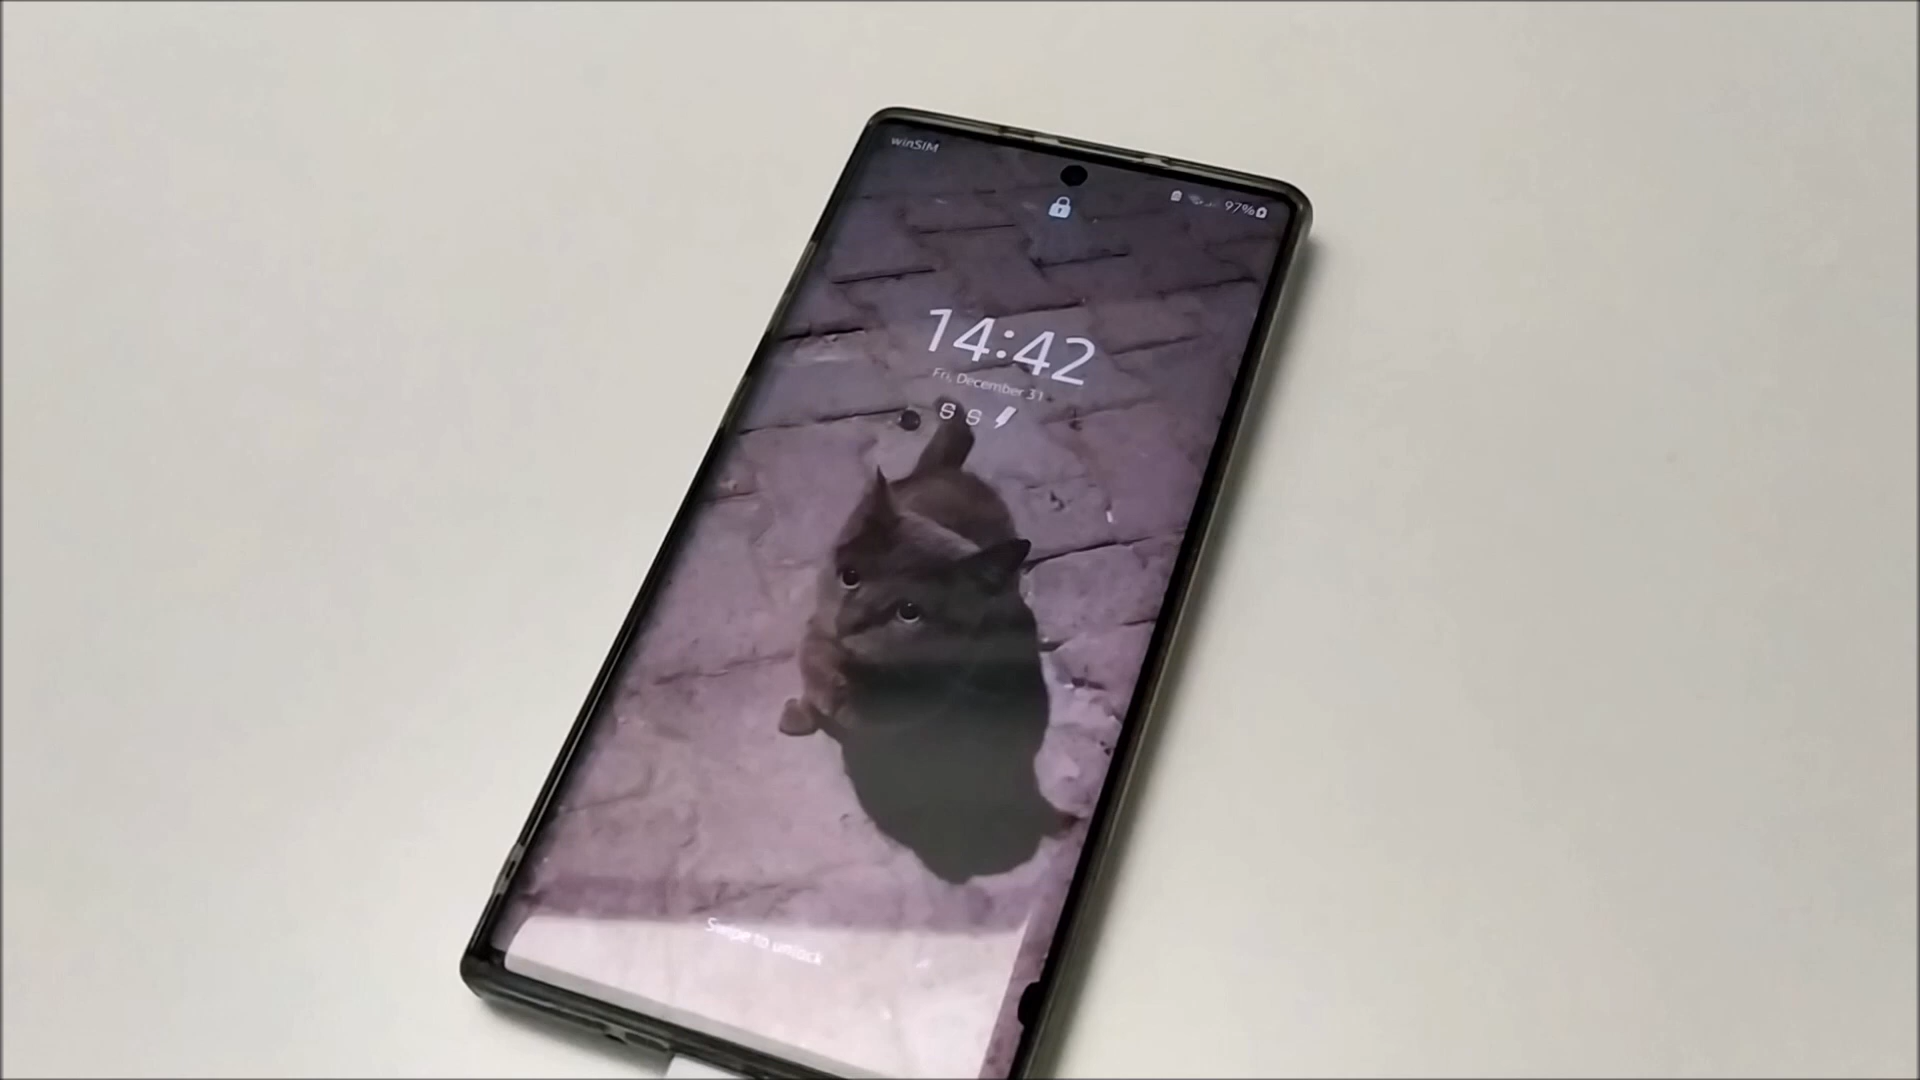 winSIM
97%
14:42
Fri, December 31
S S
Swipe to unlock